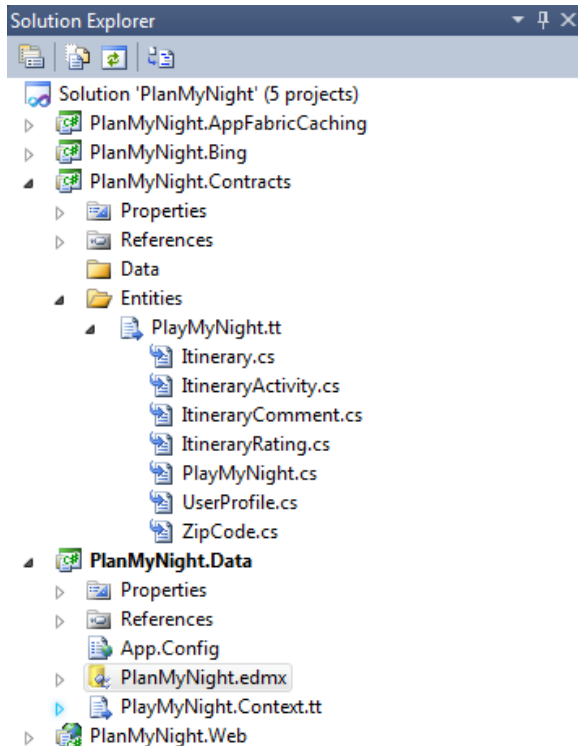 Solution Explorer
Solution 'PlanMyNight' (5 projects)
PlanMyNight.AppFabricCaching
PlanMyNight.Bing
PlanMyNight.Contracts
Properties
References
Data
Entities
PlayMyNight.tt
Itinerary.cs
ItineraryActivity.cs
ItineraryComment.cs
ItineraryRating.cs
PlayMyNight.cs
UserProfile.cs
ZipCode.cs
PlanMyNight.Data
Properties
References
App.Config
PlanMyNight.edmx
PlayMyNight.Context.tt
PlanMyNight.Web